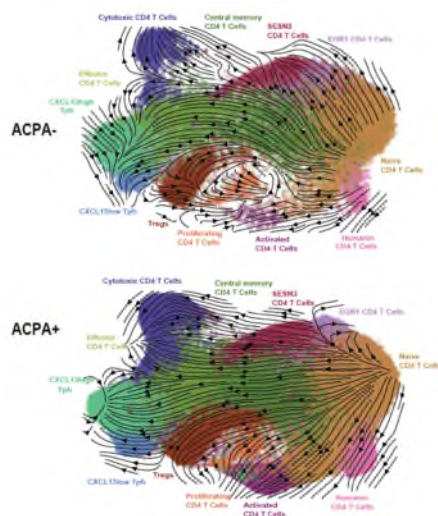 Cytotoxic CD4 T Cells
Central memory
CD4 T Cells
SESN3
CD4 T Cells
EGR1 CD4 T Cells
Effector
CD4 T Cells
CXCL13high
Tph
ACPA-
Naive
CD4 T Cells
CXCL13low Tph
Tregs
Proliferating
CD4 T Cells
Activated
CD4 T Cells
CD4 T Cells
Cytotoxic CD4 T Cells
Central memory
CD4 T Cells
SESN3
CD4 T Cells
ACPA+
EGR1 CD4 T Cells
Effector
CD4 T Cells
Naive
CD4 T Cells
CXCL13high
Tph
CXCL13low Tph
Tregs
Proliferating
CD4 T Cells
Activated
CD4 T Cells
CD4 T Cells